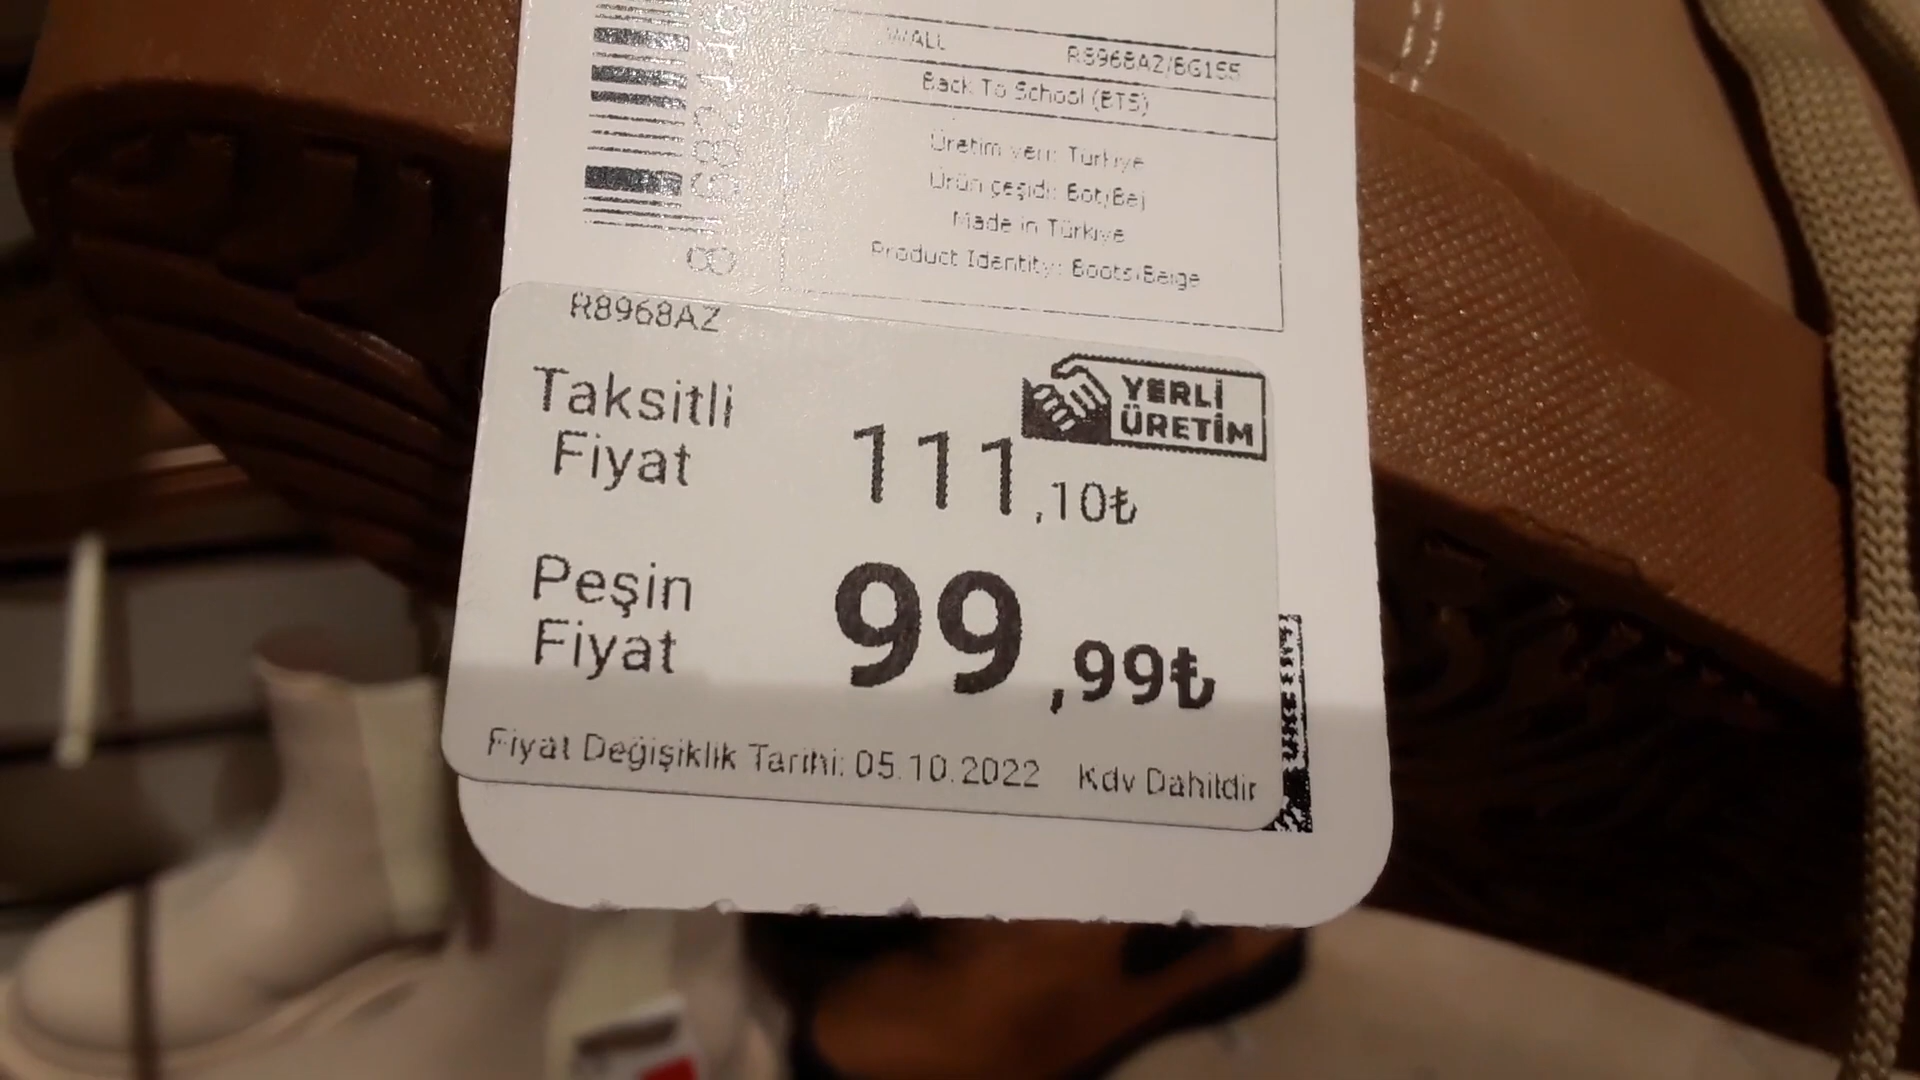 WALL R8968AZ/BG155
Back To School (BTS)
Üretim yeri: Türkiye
Ürün çeşidi: Bot/Bej
Made in Türkiye
Product Identity: Boots/Beige
8
R8968AZ
YERLİ
ÜRETİM
Taksitli
Fiyat
111,10₺
Peşin
Fiyat
99,99₺
Fiyat Değişiklik Tarihi: 05.10.2022 Kdv Dahildir